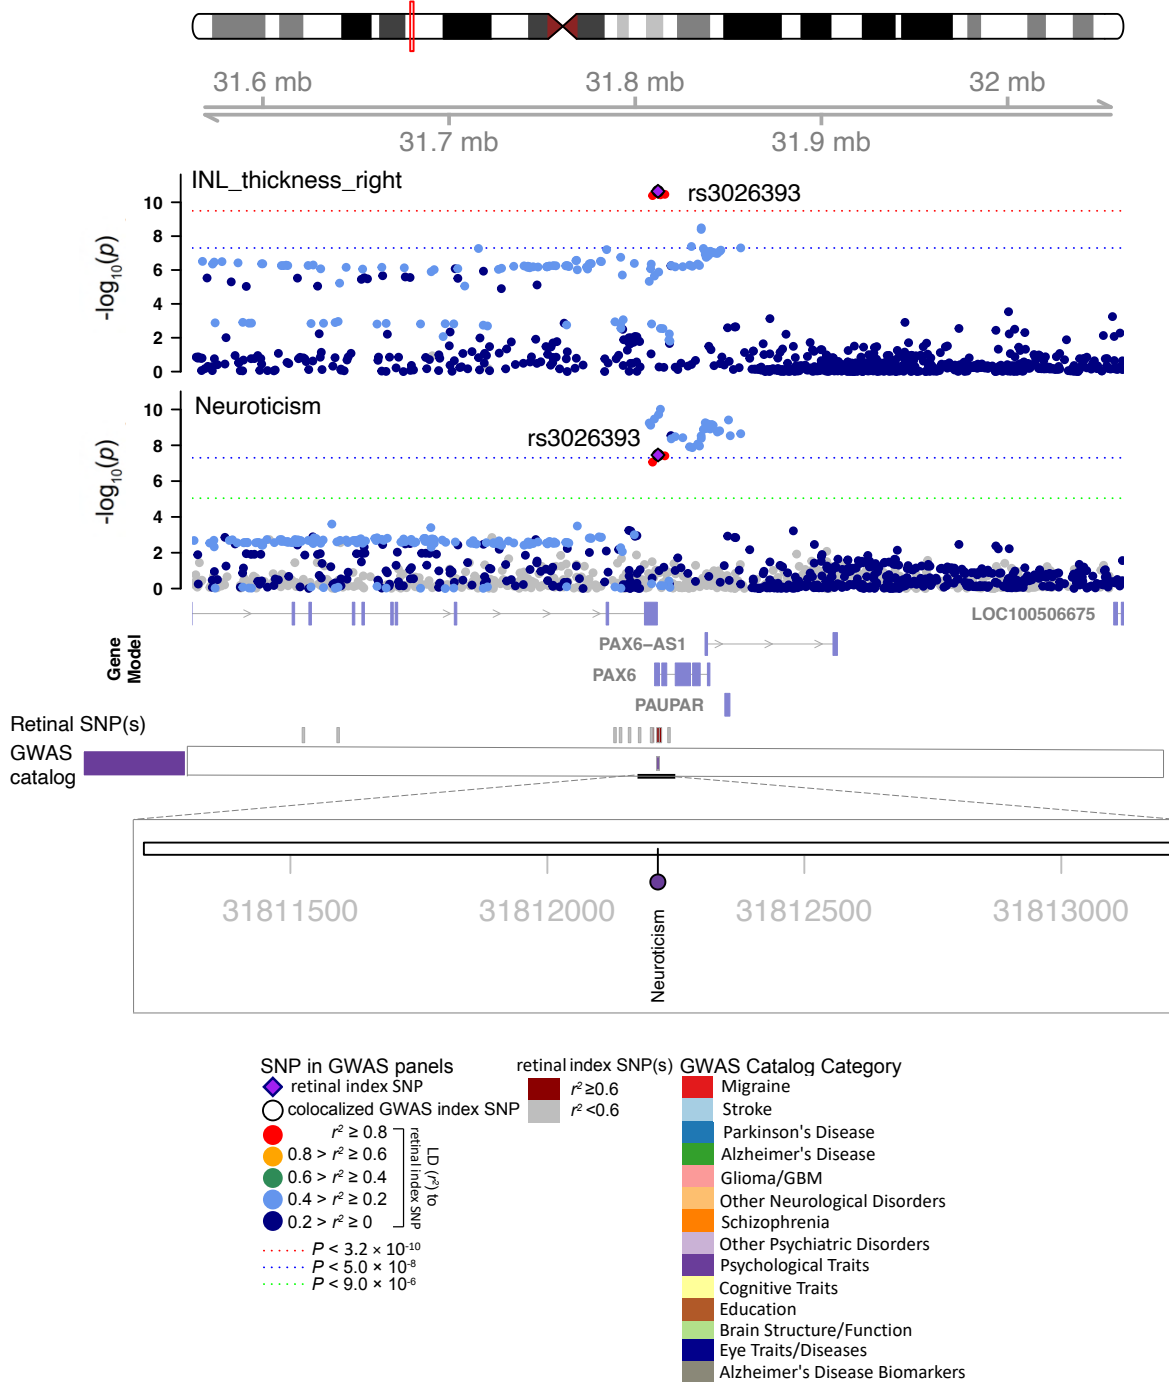 31.6 mb 31.8 mb 32 mb
31.7 mb 31.9 mb
INL_thickness_right
rs3026393
10
8
6
4
2
0
-log10(p)
Neuroticism
rs3026393
10
8
6
4
2
0
-log10(p)
Gene
Model
LOC100506675
PAX6−AS1
PAX6
PAUPAR
Retinal SNP(s)
GWAS
catalog
31811500 31812000 31812500 31813000
Neuroticism
SNP in GWAS panels
retinal index SNP
colocalized GWAS index SNP
r² ≥ 0.8
0.8 > r² ≥ 0.6
0.6 > r² ≥ 0.4
0.4 > r² ≥ 0.2
0.2 > r² ≥ 0
LD (r²) to
retinal index SNP
P < 3.2 × 10⁻¹⁰
P < 5.0 × 10⁻⁸
P < 9.0 × 10⁻⁶
retinal index SNP(s)
r² ≥0.6
r² <0.6
GWAS Catalog Category
Migraine
Stroke
Parkinson's Disease
Alzheimer's Disease
Glioma/GBM
Other Neurological Disorders
Schizophrenia
Other Psychiatric Disorders
Psychological Traits
Cognitive Traits
Education
Brain Structure/Function
Eye Traits/Diseases
Alzheimer's Disease Biomarkers